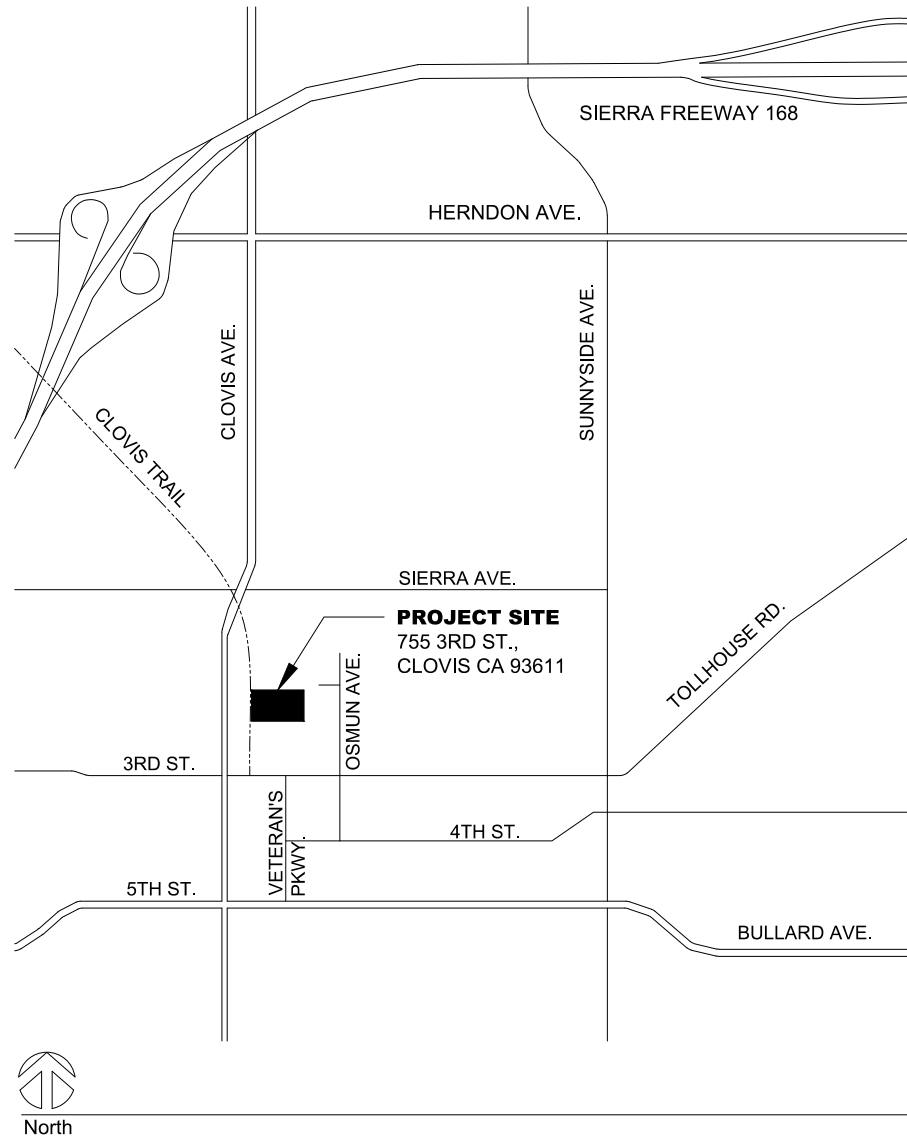 SIERRA FREEWAY 168
HERNDON AVE.
CLOVIS AVE.
SUNNYSIDE AVE.
CLOVIS TRAIL
SIERRA AVE.
PROJECT SITE
755 3RD ST.,
CLOVIS CA 93611
OSMUN AVE.
TOLLHOUSE RD.
3RD ST.
VETERAN'S
PKWY.
4TH ST.
5TH ST.
BULLARD AVE.
North